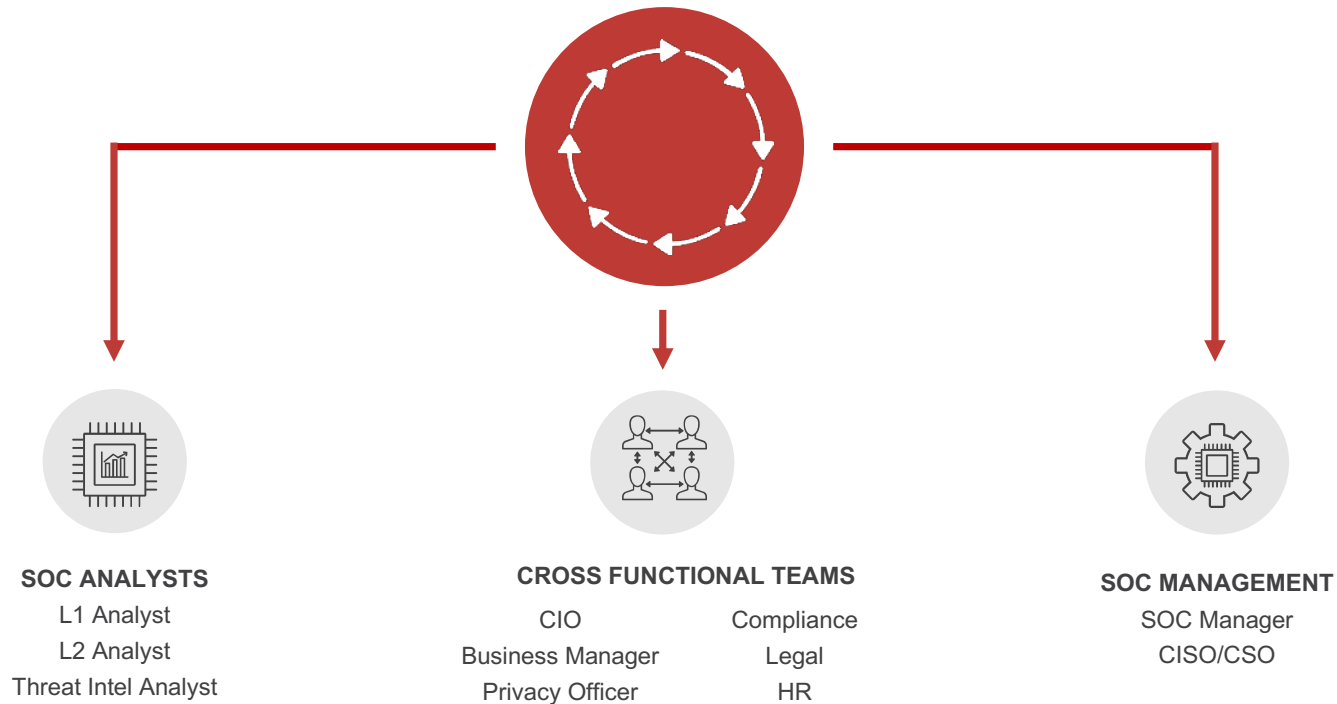 SOC ANALYSTS
L1 Analyst
L2 Analyst
Threat Intel Analyst
CROSS FUNCTIONAL TEAMS
CIO
Business Manager
Privacy Officer
Compliance
Legal
HR
SOC MANAGEMENT
SOC Manager
CISO/CSO